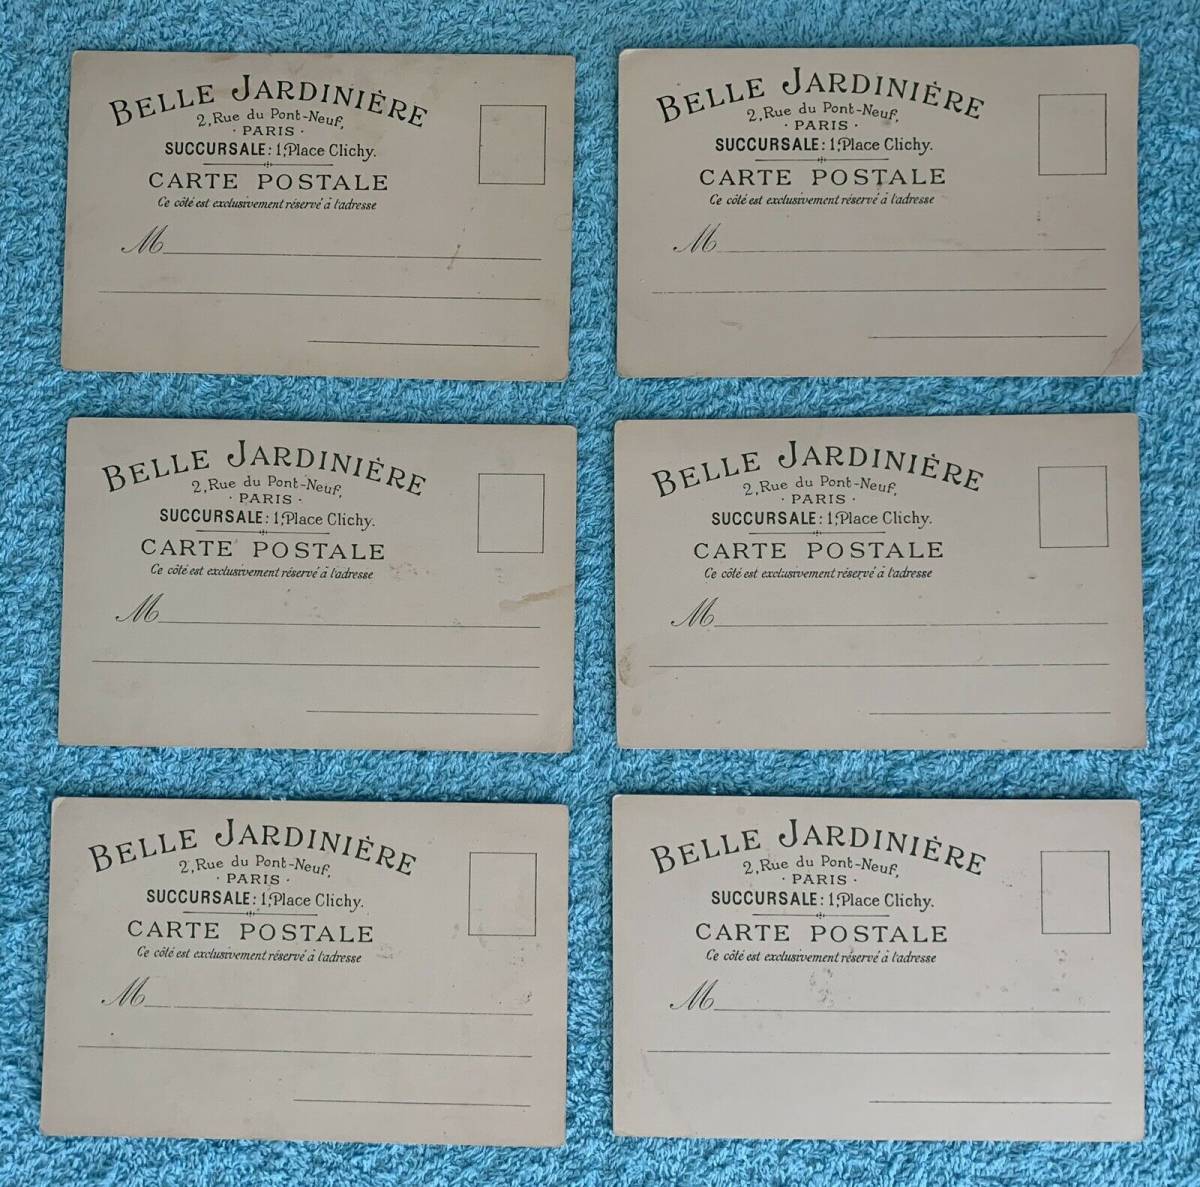 BELLE JARDINIÈRE
2, Rue du Pont-Neuf,
· PARIS ·
SUCCURSALE: 1, Place Clichy.
CARTE POSTALE
Ce côté est exclusivement réservé à l'adresse
M
BELLE JARDINIÈRE
2, Rue du Pont-Neuf,
· PARIS ·
SUCCURSALE: 1, Place Clichy.
CARTE POSTALE
Ce côté est exclusivement réservé à l'adresse
M
BELLE JARDINIÈRE
2, Rue du Pont-Neuf,
· PARIS ·
SUCCURSALE: 1, Place Clichy.
CARTE POSTALE
Ce côté est exclusivement réservé à l'adresse
M
BELLE JARDINIÈRE
2, Rue du Pont-Neuf,
· PARIS ·
SUCCURSALE: 1, Place Clichy.
CARTE POSTALE
Ce côté est exclusivement réservé à l'adresse
M
BELLE JARDINIÈRE
2, Rue du Pont-Neuf,
· PARIS ·
SUCCURSALE: 1, Place Clichy.
CARTE POSTALE
Ce côté est exclusivement réservé à l'adresse
M
BELLE JARDINIÈRE
2, Rue du Pont-Neuf,
· PARIS ·
SUCCURSALE: 1, Place Clichy.
CARTE POSTALE
Ce côté est exclusivement réservé à l'adresse
M